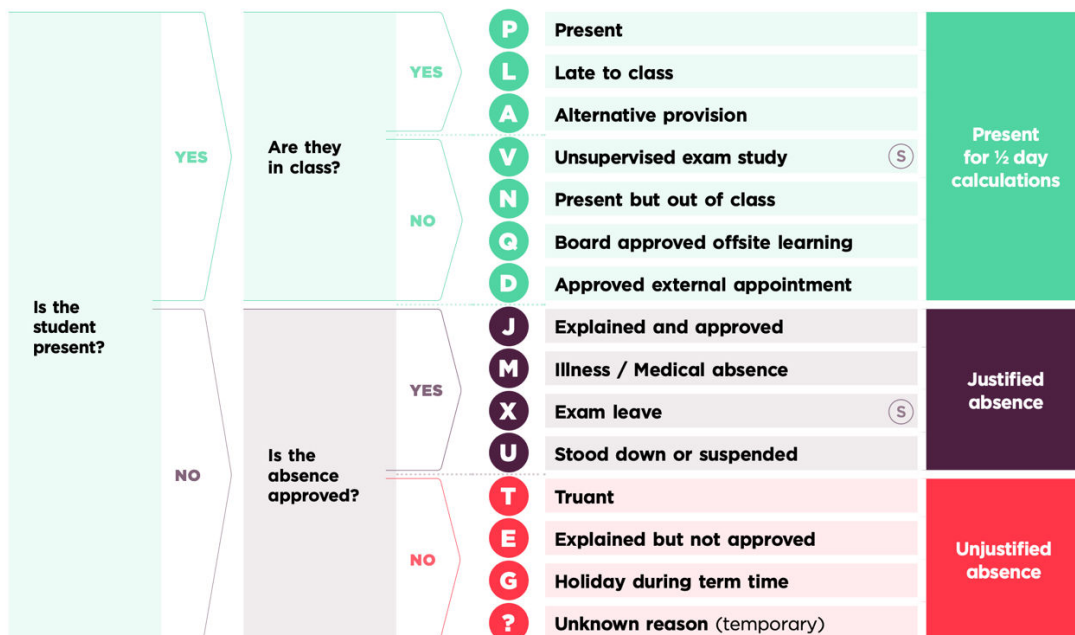 Is the
student
present?
YES
NO
Are they
in class?
YES
NO
Is the
absence
approved?
YES
NO
P Present
L Late to class
A Alternative provision
V Unsupervised exam study S
N Present but out of class
Q Board approved offsite learning
D Approved external appointment
J Explained and approved
M Illness / Medical absence
X Exam leave S
U Stood down or suspended
T Truant
E Explained but not approved
G Holiday during term time
? Unknown reason (temporary)
Present
for ½ day
calculations
Justified
absence
Unjustified
absence